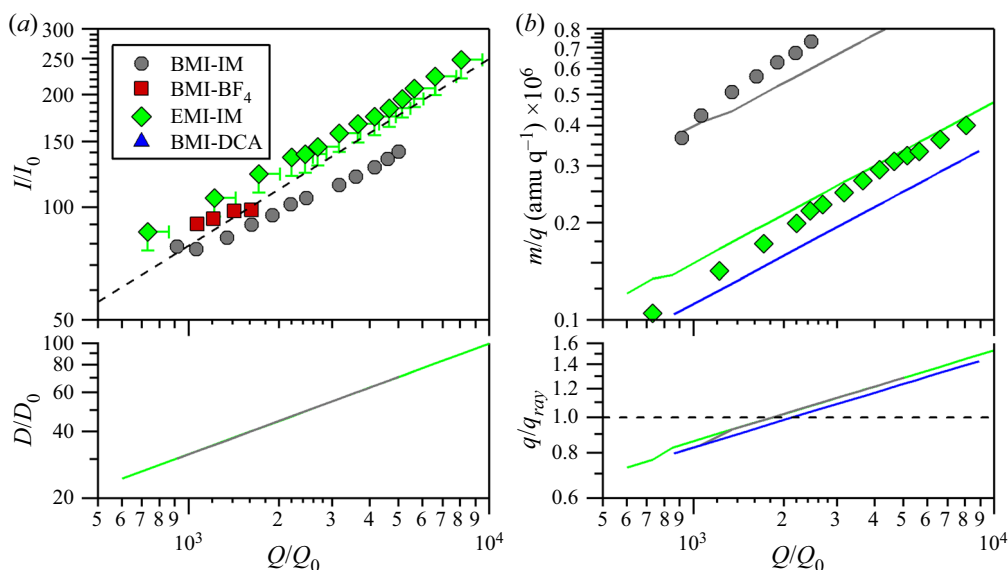 (a)
300
250
200
150
100
50
I/I₀
BMI-IM
BMI-BF₄
EMI-IM
BMI-DCA
100
80
60
40
20
D/D₀
5 6 7 8 9 2 3 4 5 6 7 8 9
10³ 10⁴
Q/Q₀
(b)
0.8
0.7
0.6
0.5
0.4
0.3
0.2
0.1
m/q (amu q⁻¹) ×10⁶
1.6
1.4
1.2
1.0
0.8
0.6
q/q_ray
5 6 7 8 9 2 3 4 5 6 7 8 9
10³ 10⁴
Q/Q₀